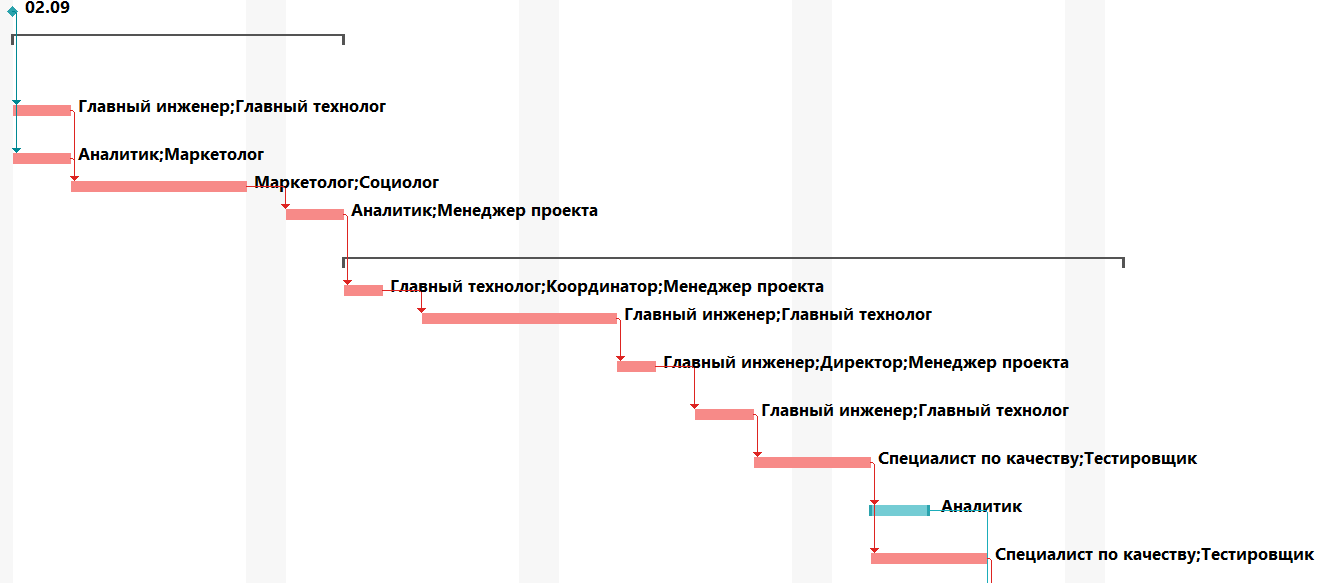 02.09
Главный инженер;Главный технолог
Аналитик;Маркетолог
Маркетолог;Социолог
Аналитик;Менеджер проекта
Главный технолог;Координатор;Менеджер проекта
Главный инженер;Главный технолог
Главный инженер;Директор;Менеджер проекта
Главный инженер;Главный технолог
Специалист по качеству;Тестировщик
Аналитик
Специалист по качеству;Тестировщик